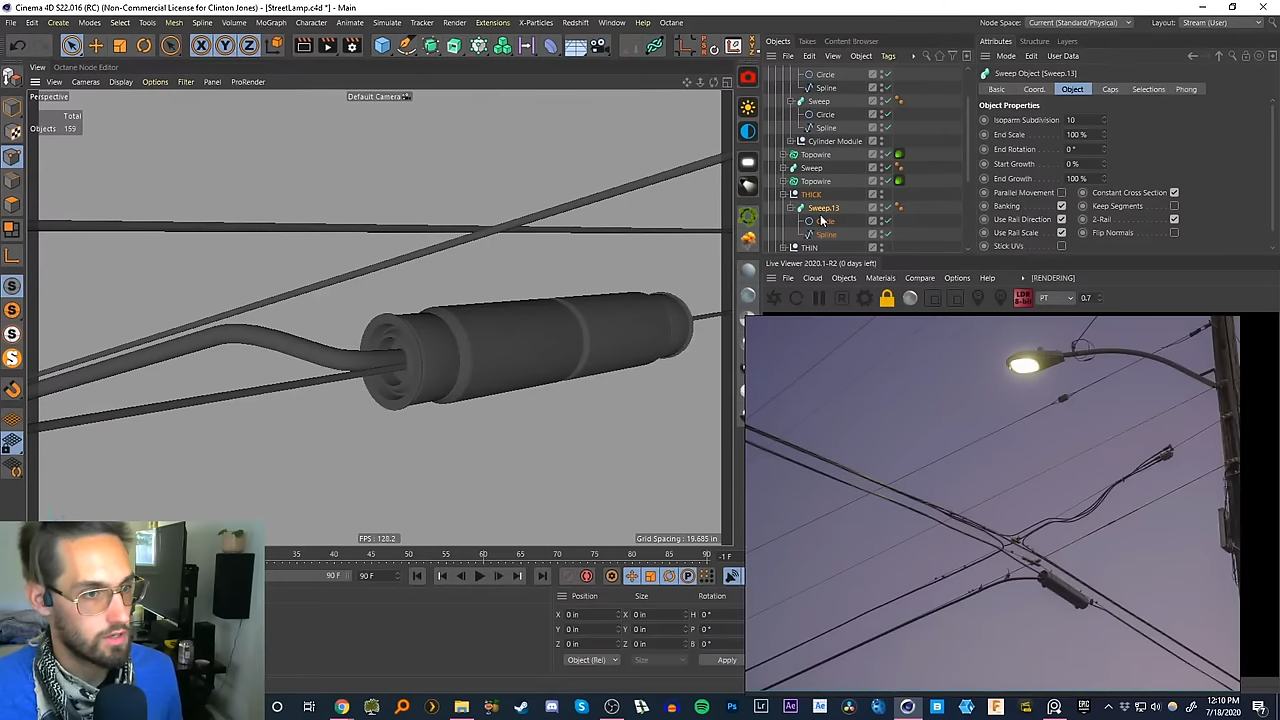 Cinema 4D S22.016 (RC) (Non-Commercial License for Clinton Jones) - [StreetLamp.c4d *] - Main
File Edit Create Modes Select Tools Mesh Spline Volume MoGraph Character Animate Simulate Tracker Render Extensions X-Particles Redshift Window Help Octane
Node Space: Current (Standard/Physical) Layout: Stream (User)
X Y Z PSR
View Octane Node Editor
View Cameras Display Options Filter Panel ProRender
Perspective
Default Camera
Total
Objects 159
FPS : 128.2
Grid Spacing : 19.685 in
Objects Takes Content Browser
File Edit View Object Tags
Circle
Spline
Sweep
Circle
Spline
Cylinder Module
Topowire
Sweep
Topowire
THICK
Sweep.13
Spline
THIN
Attributes Structure Layers
Mode Edit User Data
Sweep Object [Sweep.13]
Basic Coord. Object Caps Selections Phong
Object Properties
Isoparm Subdivision 10
End Scale 100 %
End Rotation 0 °
Start Growth 0 %
End Growth 100 %
Parallel Movement Constant Cross Section
Banking Keep Segments
Use Rail Direction 2-Rail
Use Rail Scale Flip Normals
Stick UVs
Live Viewer 2020.1-R2 (0 days left)
File Cloud Objects Materials Compare Options Help [RENDERING]
LDR 8-bit PT 0.7
35 40 45 50 55 60 65 70 75 80 85 90 -1 F
90 F 90 F
Position Size Rotation
X 0 in X 0 in H 0 °
Y 0 in Y 0 in P 0 °
Z 0 in Z 0 in B 0 °
Object (Rel) Size Apply
12:10 PM
7/18/2020